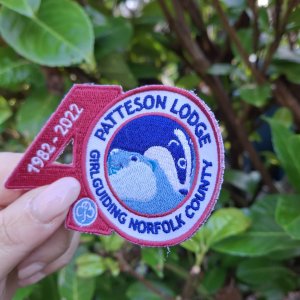 1982 - 2022
PATTESON LODGE
GIRLGUIDING NORFOLK COUNTY